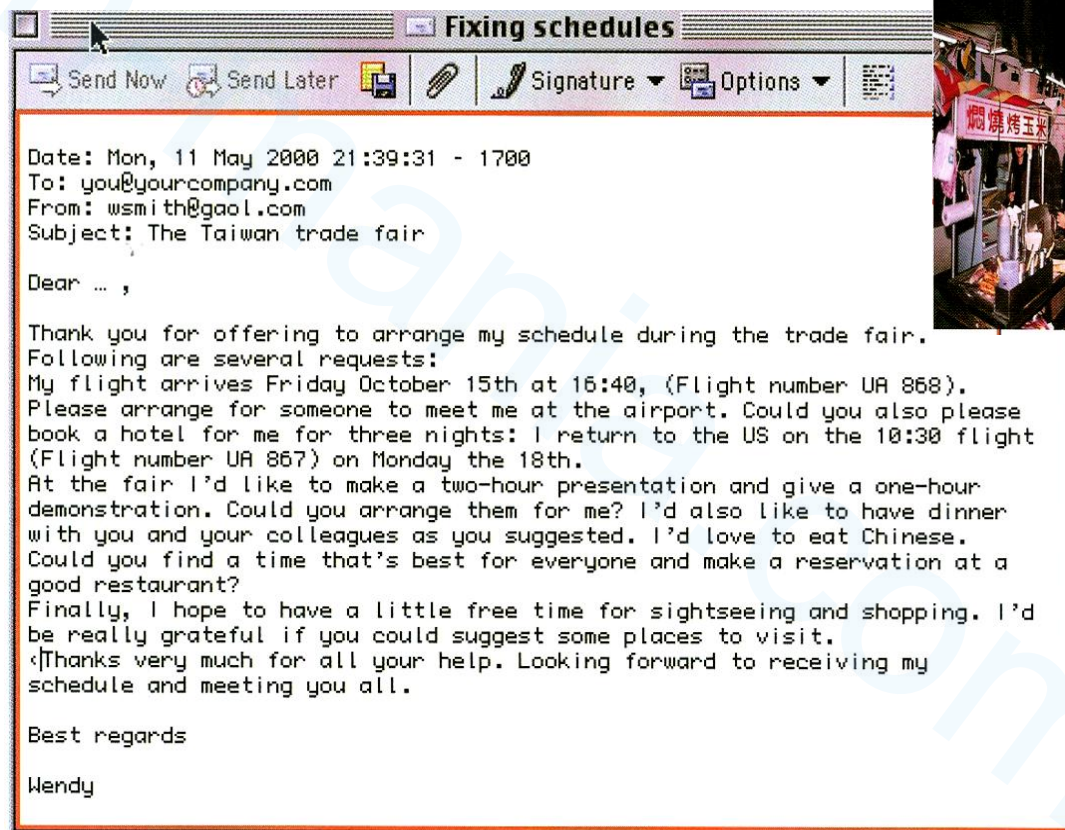 Fixing schedules
Send Now Send Later Signature Options
燜燒烤玉米
Date: Mon, 11 May 2000 21:39:31 - 1700
To: you@yourcompany.com
From: wsmith@gaol.com
Subject: The Taiwan trade fair
Dear … ,
Thank you for offering to arrange my schedule during the trade fair.
Following are several requests:
My flight arrives Friday October 15th at 16:40, (Flight number UA 868).
Please arrange for someone to meet me at the airport. Could you also please
book a hotel for me for three nights: I return to the US on the 10:30 flight
(Flight number UA 867) on Monday the 18th.
At the fair I'd like to make a two-hour presentation and give a one-hour
demonstration. Could you arrange them for me? I'd also like to have dinner
with you and your colleagues as you suggested. I'd love to eat Chinese.
Could you find a time that's best for everyone and make a reservation at a
good restaurant?
Finally, I hope to have a little free time for sightseeing and shopping. I'd
be really grateful if you could suggest some places to visit.
‹Thanks very much for all your help. Looking forward to receiving my
schedule and meeting you all.
Best regards
Wendy